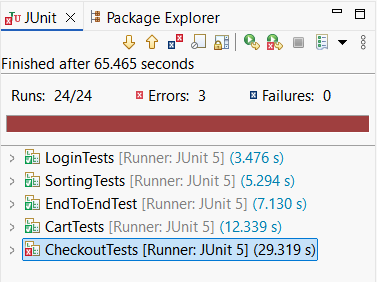 JUnit Package Explorer
Finished after 65.465 seconds
Runs: 24/24 Errors: 3 Failures: 0
LoginTests [Runner: JUnit 5] (3.476 s)
SortingTests [Runner: JUnit 5] (5.294 s)
EndToEndTest [Runner: JUnit 5] (7.130 s)
CartTests [Runner: JUnit 5] (12.339 s)
CheckoutTests [Runner: JUnit 5] (29.319 s)